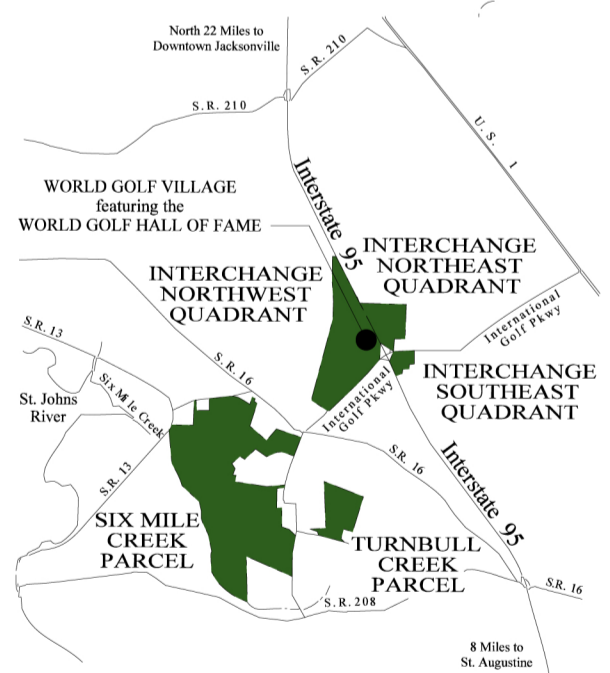 North 22 Miles to
Downtown Jacksonville
S.R. 210
S.R. 210
U. S. 1
WORLD GOLF VILLAGE
featuring the
WORLD GOLF HALL OF FAME
Interstate 95
INTERCHANGE
NORTHEAST
QUADRANT
INTERCHANGE
NORTHWEST
QUADRANT
International
Golf Pkwy
S.R. 13
S.R. 16
INTERCHANGE
SOUTHEAST
QUADRANT
International
Golf Pkwy
St. Johns
River
Six Mile Creek
S.R. 13
S.R. 16
Interstate 95
SIX MILE
CREEK
PARCEL
TURNBULL
CREEK
PARCEL
S.R. 16
S.R. 208
8 Miles to
St. Augustine